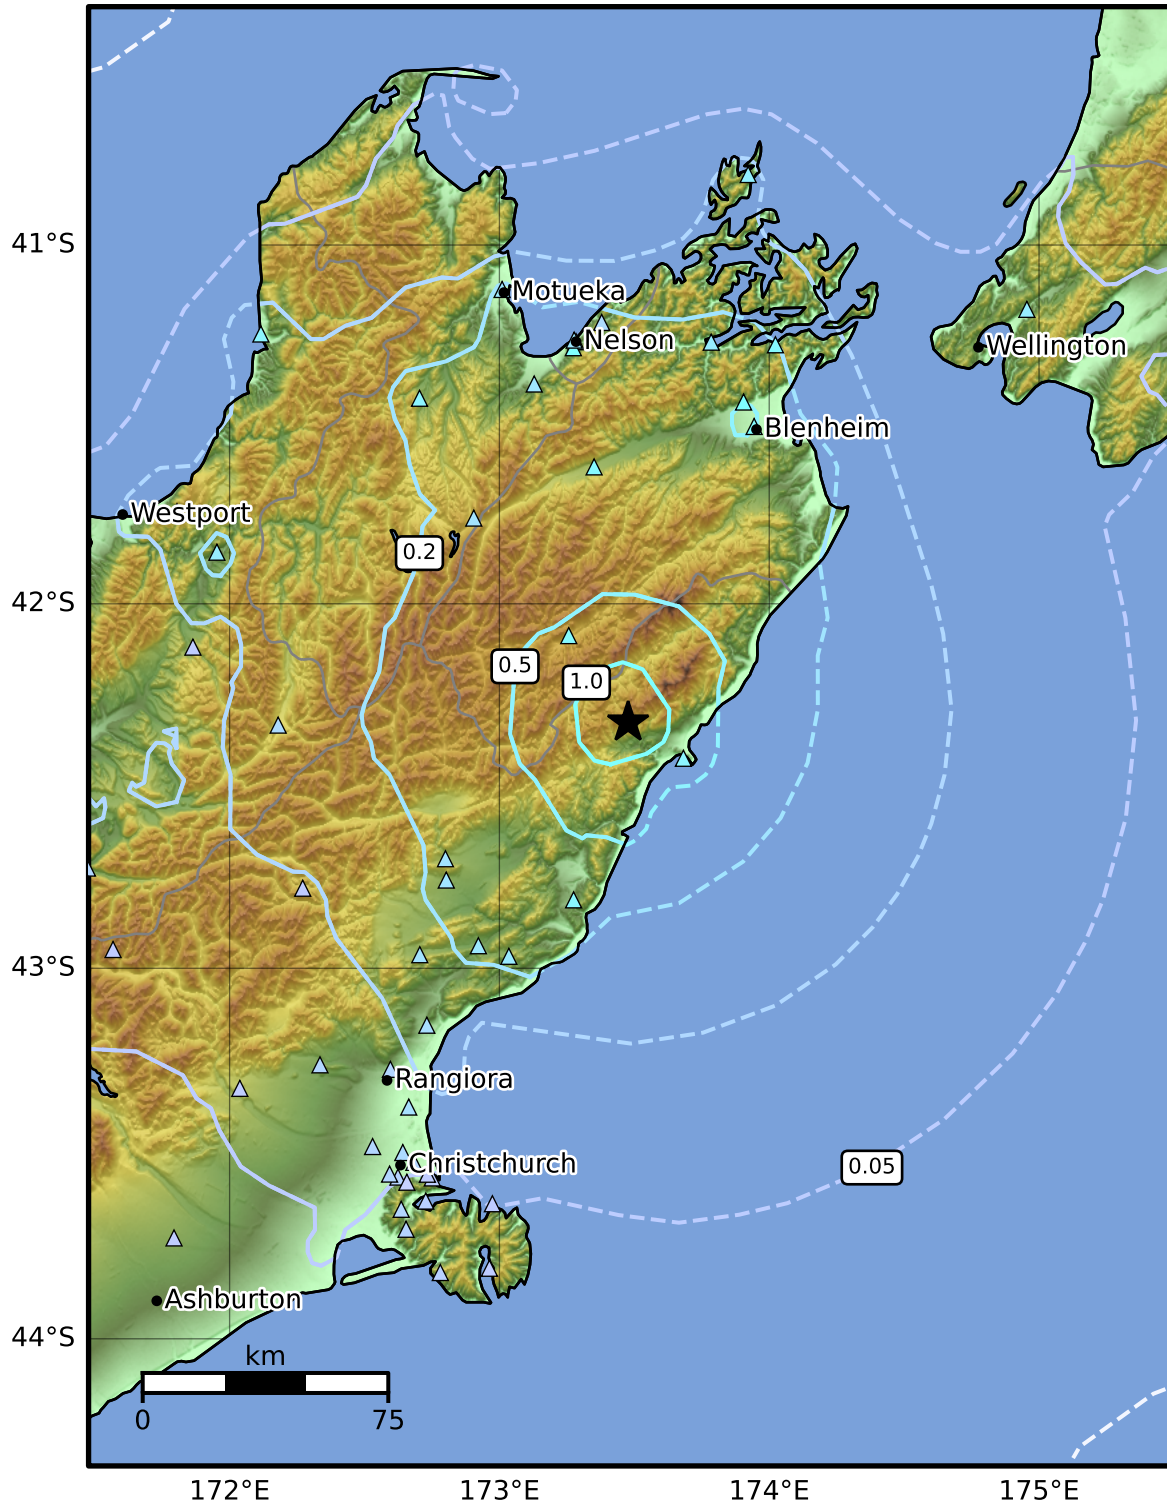 41°S
Motueka
Nelson
Wellington
Blenheim
Westport
0.2
42°S
0.5
1.0
43°S
Rangiora
Christchurch
0.05
Ashburton
44°S
km
0
75
172°E
173°E
174°E
175°E